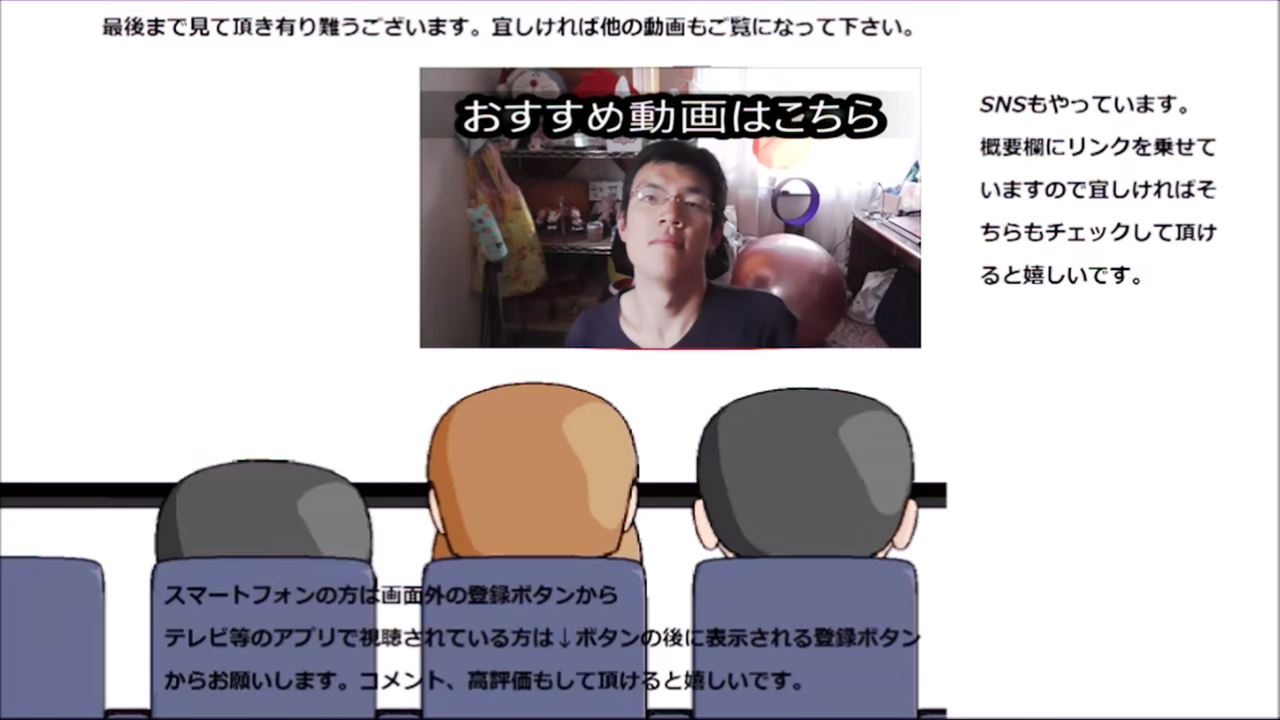 最後まで見て頂き有り難うございます。宜しければ他の動画もご覧になって下さい。
おすすめ動画はこちら
SNSもやっています。
概要欄にリンクを乗せて
いますので宜しければそ
ちらもチェックして頂け
ると嬉しいです。
スマートフォンの方は画面外の登録ボタンから
テレビ等のアプリで視聴されている方は↓ボタンの後に表示される登録ボタン
からお願いします。コメント、高評価もして頂けると嬉しいです。